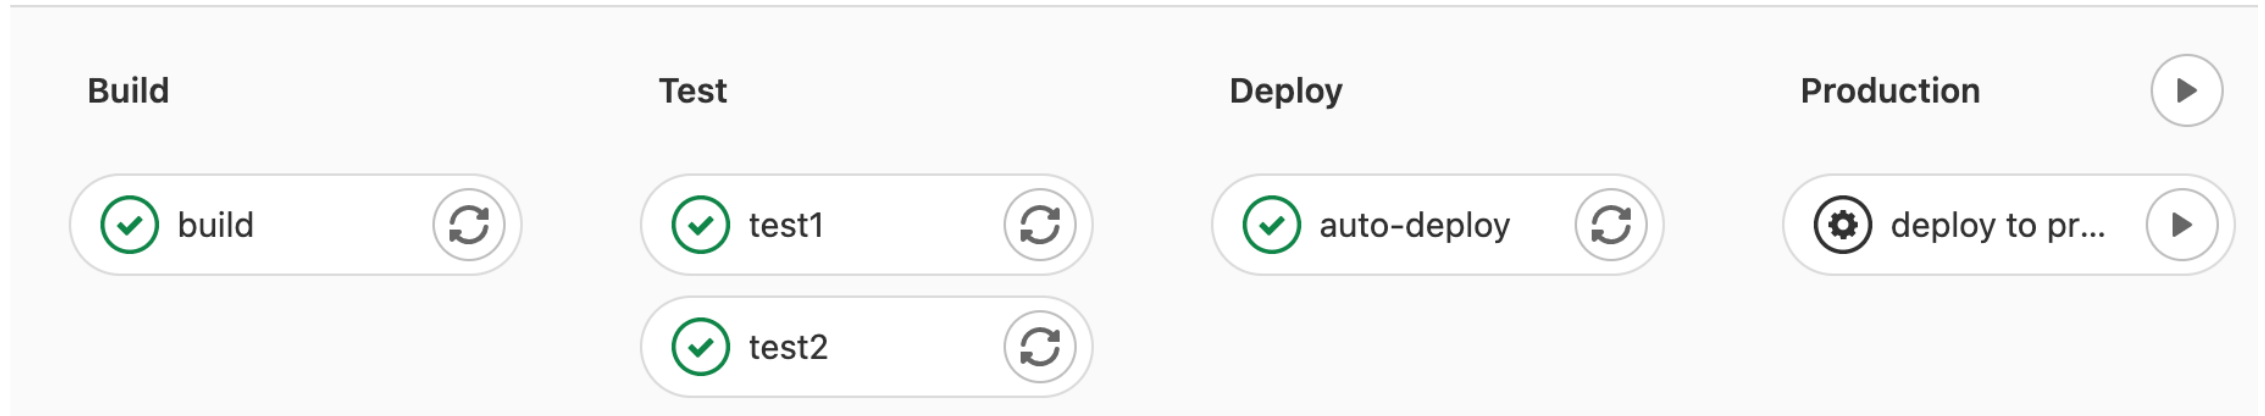 Build
Test
Deploy
Production
build
test1
auto-deploy
deploy to pr...
test2